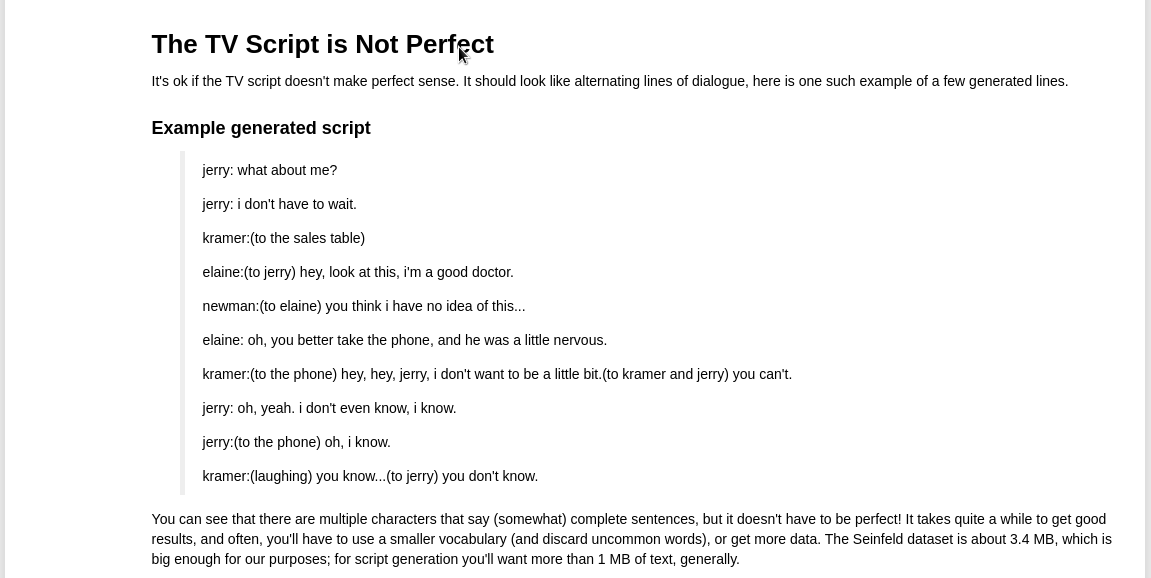 The TV Script is Not Perfect
It's ok if the TV script doesn't make perfect sense. It should look like alternating lines of dialogue, here is one such example of a few generated lines.
Example generated script
jerry: what about me?
jerry: i don't have to wait.
kramer:(to the sales table)
elaine:(to jerry) hey, look at this, i'm a good doctor.
newman:(to elaine) you think i have no idea of this...
elaine: oh, you better take the phone, and he was a little nervous.
kramer:(to the phone) hey, hey, jerry, i don't want to be a little bit.(to kramer and jerry) you can't.
jerry: oh, yeah. i don't even know, i know.
jerry:(to the phone) oh, i know.
kramer:(laughing) you know...(to jerry) you don't know.
You can see that there are multiple characters that say (somewhat) complete sentences, but it doesn't have to be perfect! It takes quite a while to get good
results, and often, you'll have to use a smaller vocabulary (and discard uncommon words), or get more data. The Seinfeld dataset is about 3.4 MB, which is
big enough for our purposes; for script generation you'll want more than 1 MB of text, generally.